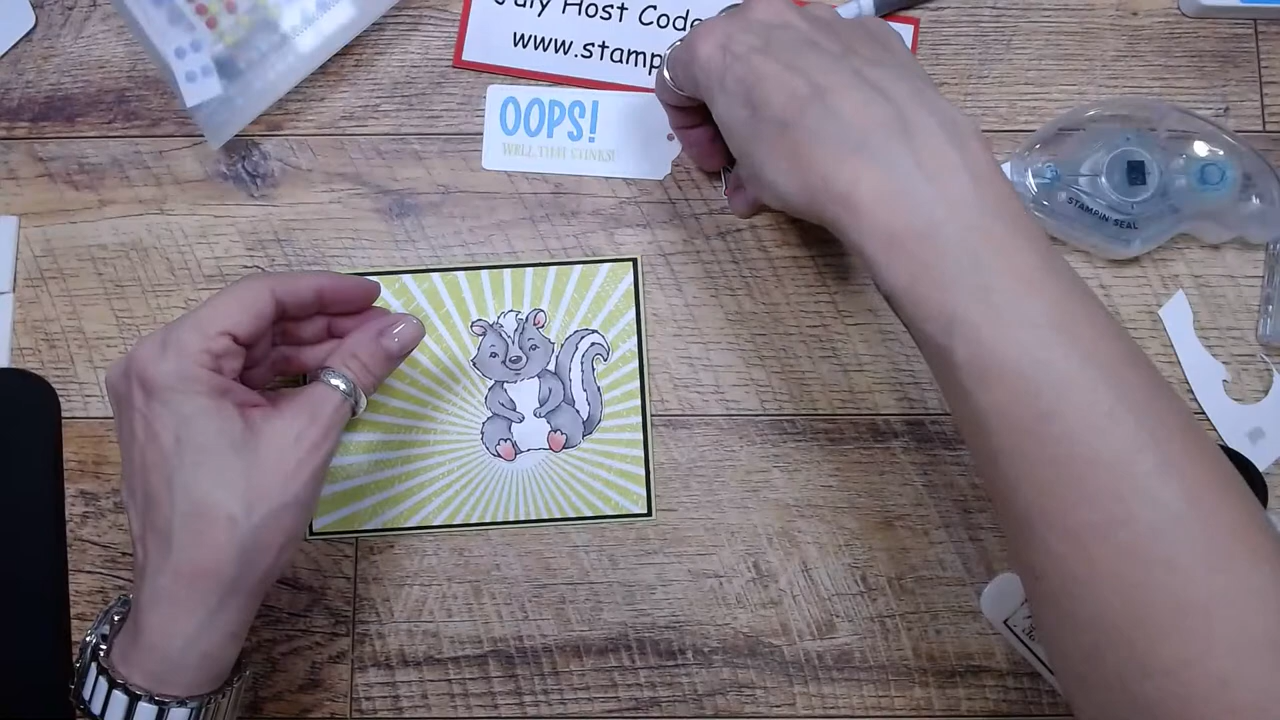 July Host Code
www.stamp
OOPS!
WELL, THAT STINKS!
STAMPIN' SEAL